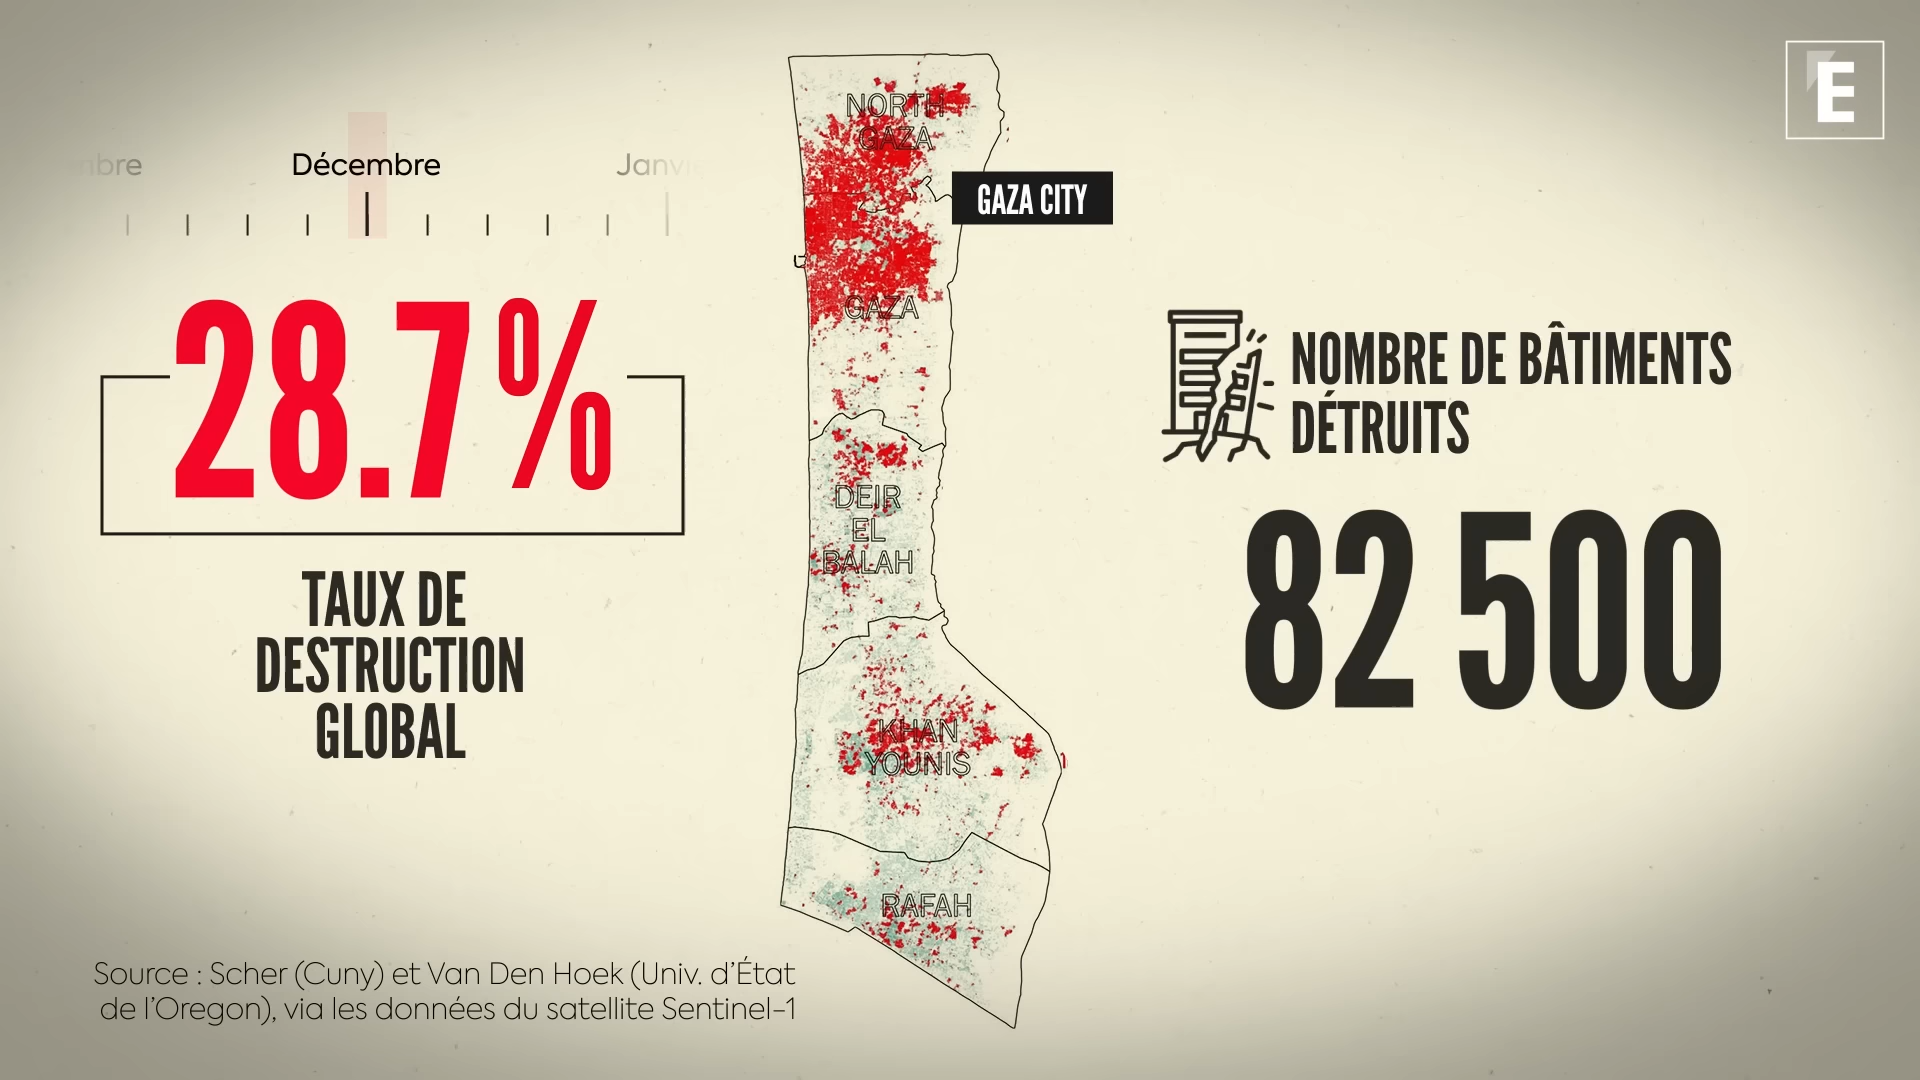 mbre
Décembre
Janvie
28.7%
TAUX DE
DESTRUCTION
GLOBAL
NORTH
GAZA
GAZA CITY
GAZA
DEIR
EL
BALAH
KHAN
YOUNIS
RAFAH
NOMBRE DE BÂTIMENTS
DÉTRUITS
82 500
E
Source : Scher (Cuny) et Van Den Hoek (Univ. d’État
de l’Oregon), via les données du satellite Sentinel-1